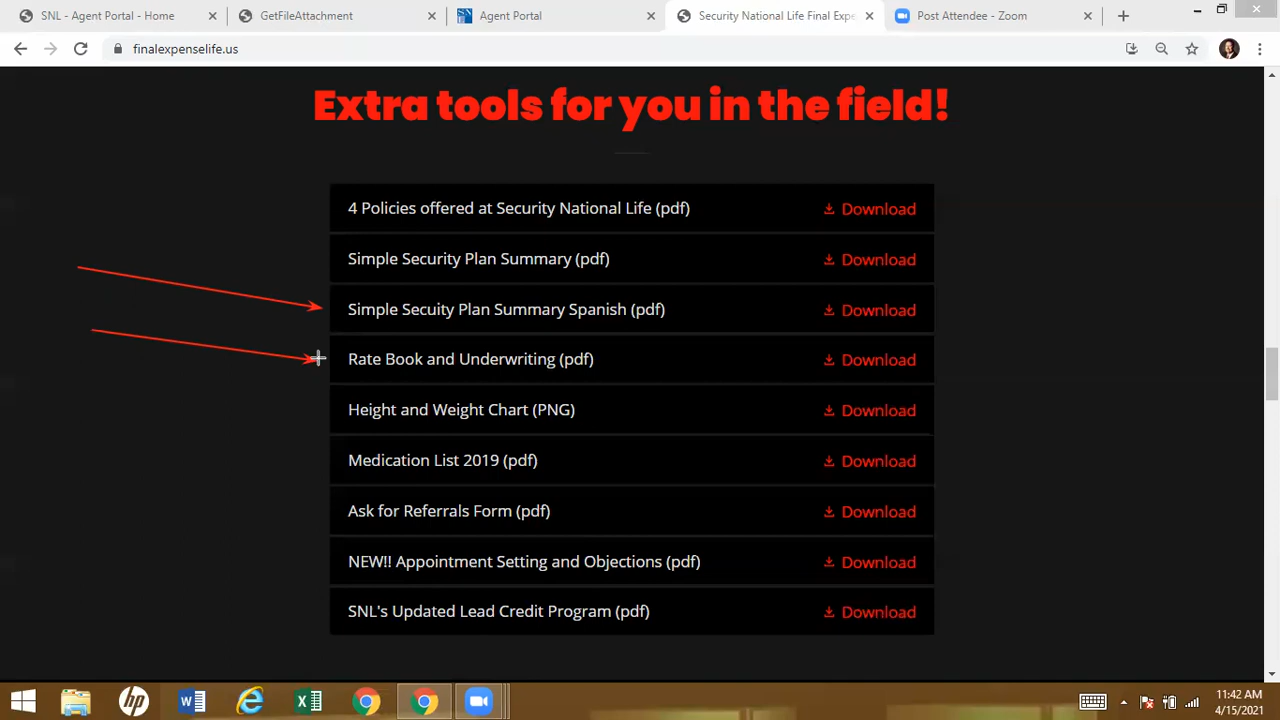 SNL - Agent Portal - Home
GetFileAttachment
Agent Portal
Security National Life Final Expe
Post Attendee - Zoom
finalexpenselife.us
Extra tools for you in the field!
4 Policies offered at Security National Life (pdf) Download
Simple Security Plan Summary (pdf) Download
Simple Secuity Plan Summary Spanish (pdf) Download
Rate Book and Underwriting (pdf) Download
Height and Weight Chart (PNG) Download
Medication List 2019 (pdf) Download
Ask for Referrals Form (pdf) Download
NEW!! Appointment Setting and Objections (pdf) Download
SNL's Updated Lead Credit Program (pdf) Download
11:42 AM
4/15/2021